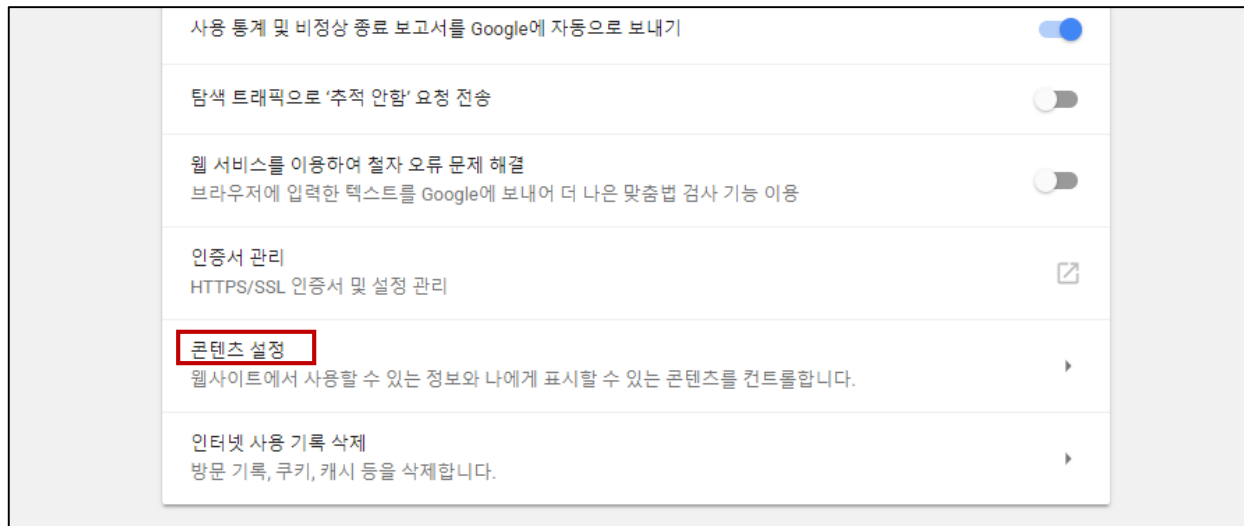 사용 통계 및 비정상 종료 보고서를 Google에 자동으로 보내기
탐색 트래픽으로 '추적 안함' 요청 전송
웹 서비스를 이용하여 철자 오류 문제 해결
브라우저에 입력한 텍스트를 Google에 보내어 더 나은 맞춤법 검사 기능 이용
인증서 관리
HTTPS/SSL 인증서 및 설정 관리
콘텐츠 설정
웹사이트에서 사용할 수 있는 정보와 나에게 표시할 수 있는 콘텐츠를 컨트롤합니다.
인터넷 사용 기록 삭제
방문 기록, 쿠키, 캐시 등을 삭제합니다.